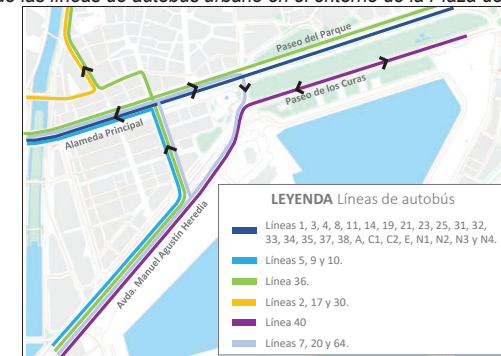 de las líneas de autobús urbano en el entorno de la Plaza de
Paseo del Parque
Paseo de los Curas
Alameda Principal
Avda. Manuel Agustín Heredia
LEYENDA Líneas de autobús
Líneas 1, 3, 4, 8, 11, 14, 19, 21, 23, 25, 31, 32,
33, 34, 35, 37, 38, A, C1, C2, E, N1, N2, N3 y N4.
Líneas 5, 9 y 10.
Línea 36.
Líneas 2, 17 y 30.
Línea 40
Líneas 7, 20 y 64.